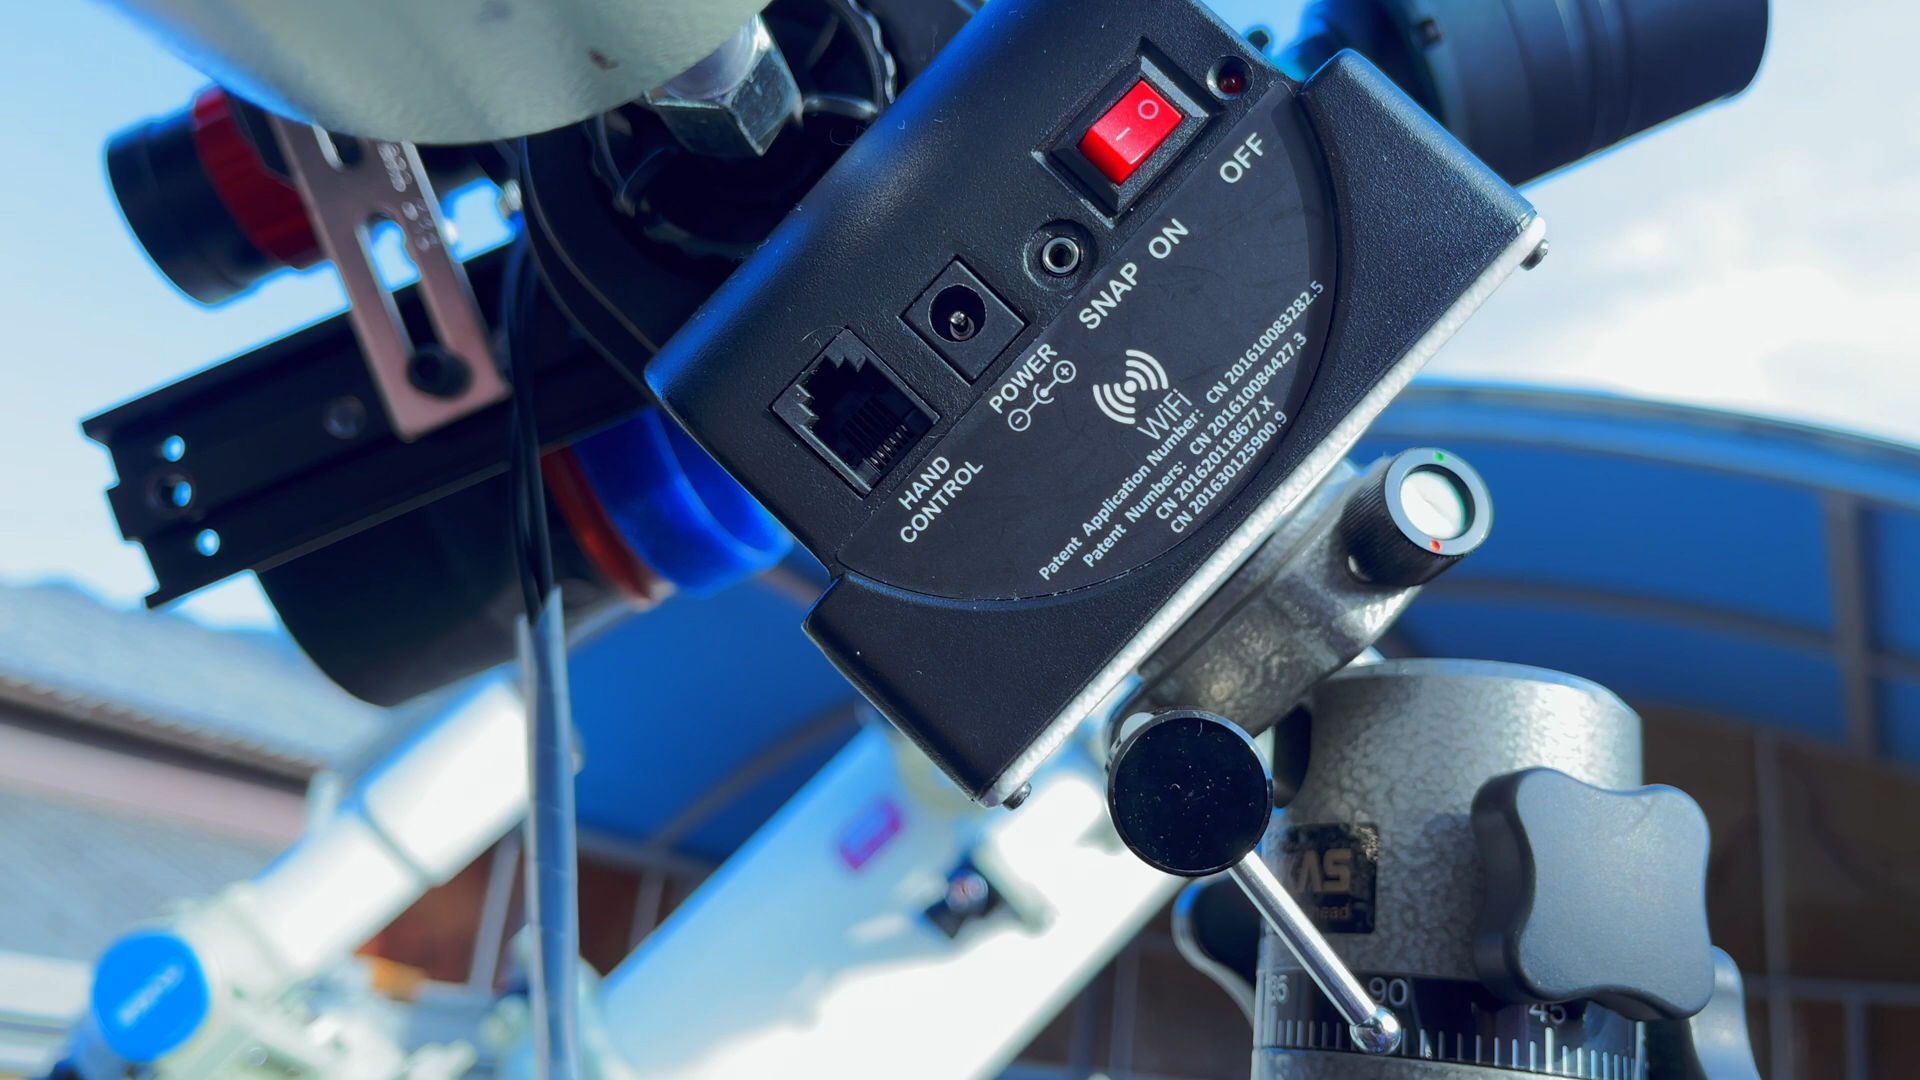 OFF
ON
SNAP
POWER
WiFi
HAND
CONTROL
Patent Application Number: CN 201610083282.5
Patent Numbers: CN 201610084427.3
CN 201620118677.X
CN 201630125900.9
90
45